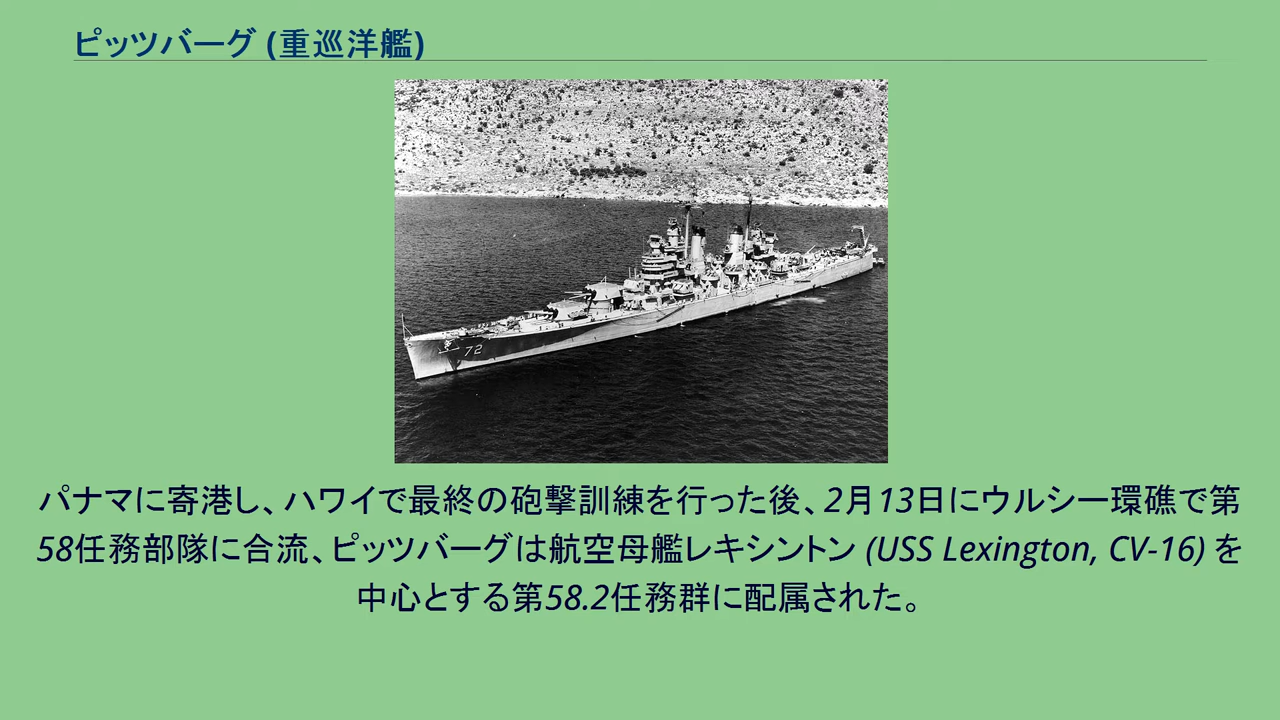 ピッツバーグ (重巡洋艦)
72
パナマに寄港し、ハワイで最終の砲撃訓練を行った後、2月13日にウルシー環礁で第
58任務部隊に合流、ピッツバーグは航空母艦レキシントン (USS Lexington, CV-16) を
中心とする第58.2任務群に配属された。